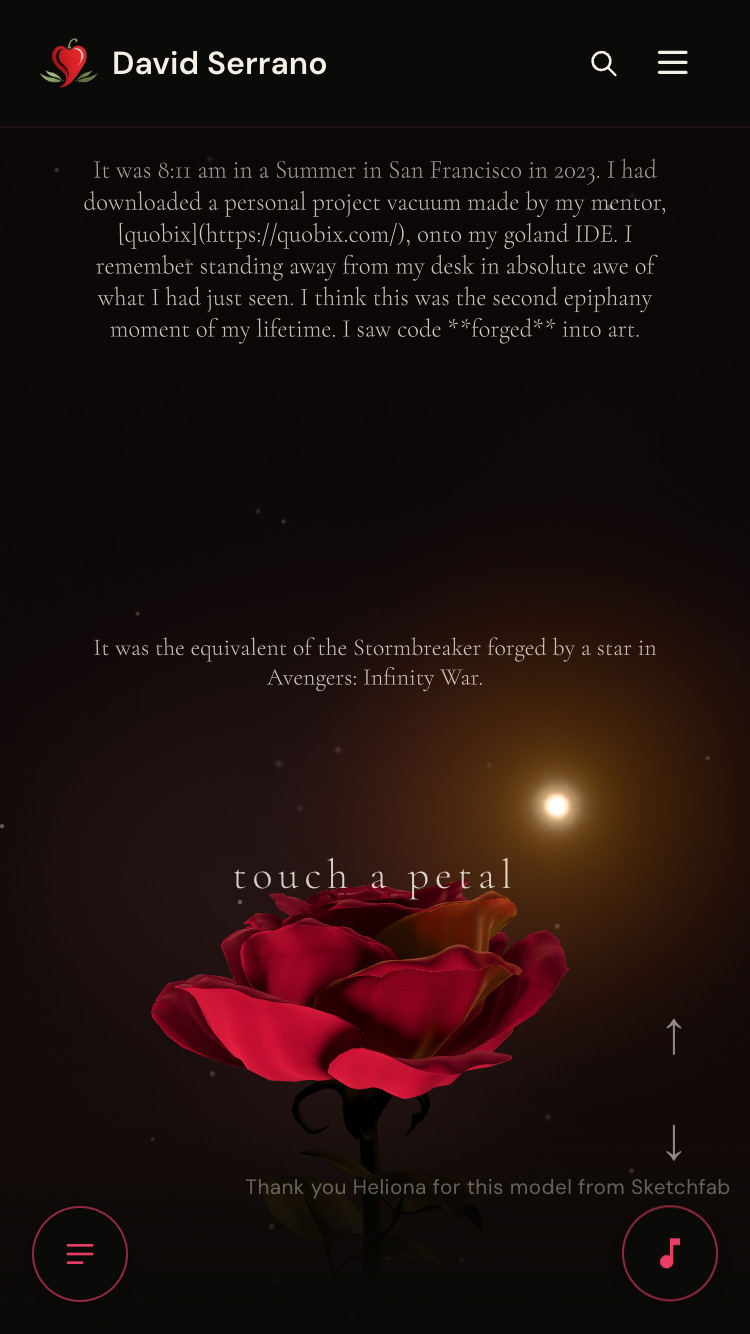 David Serrano
It was 8:11 am in a Summer in San Francisco in 2023. I had
downloaded a personal project vacuum made by my mentor,
[quobix](https://quobix.com/), onto my goland IDE. I
remember standing away from my desk in absolute awe of
what I had just seen. I think this was the second epiphany
moment of my lifetime. I saw code **forged** into art.
It was the equivalent of the Stormbreaker forged by a star in
Avengers: Infinity War.
touch a petal
↑
↓
Thank you Heliona for this model from Sketchfab